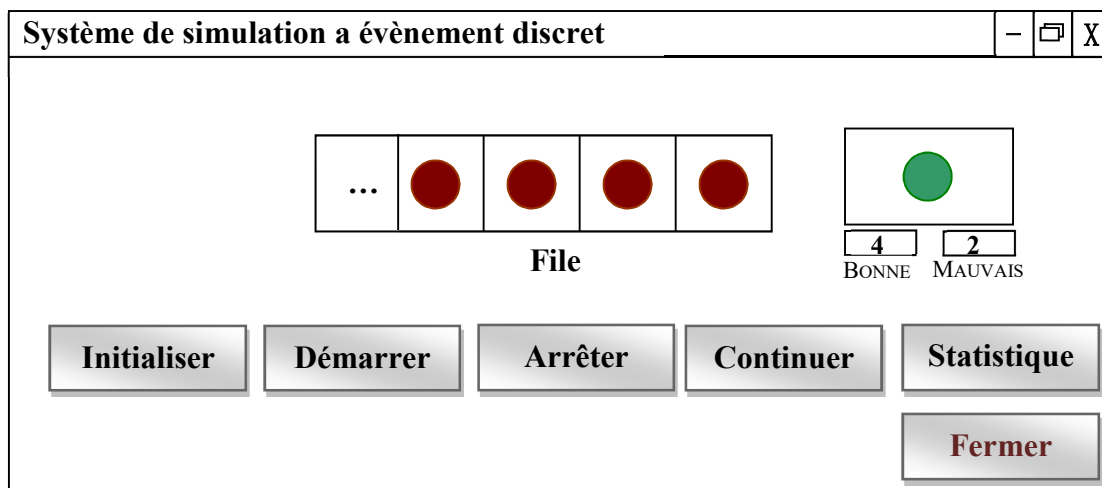 Système de simulation a évènement discret – X
...
File
4 2
BONNE MAUVAIS
Initialiser Démarrer Arrêter Continuer Statistique
Fermer